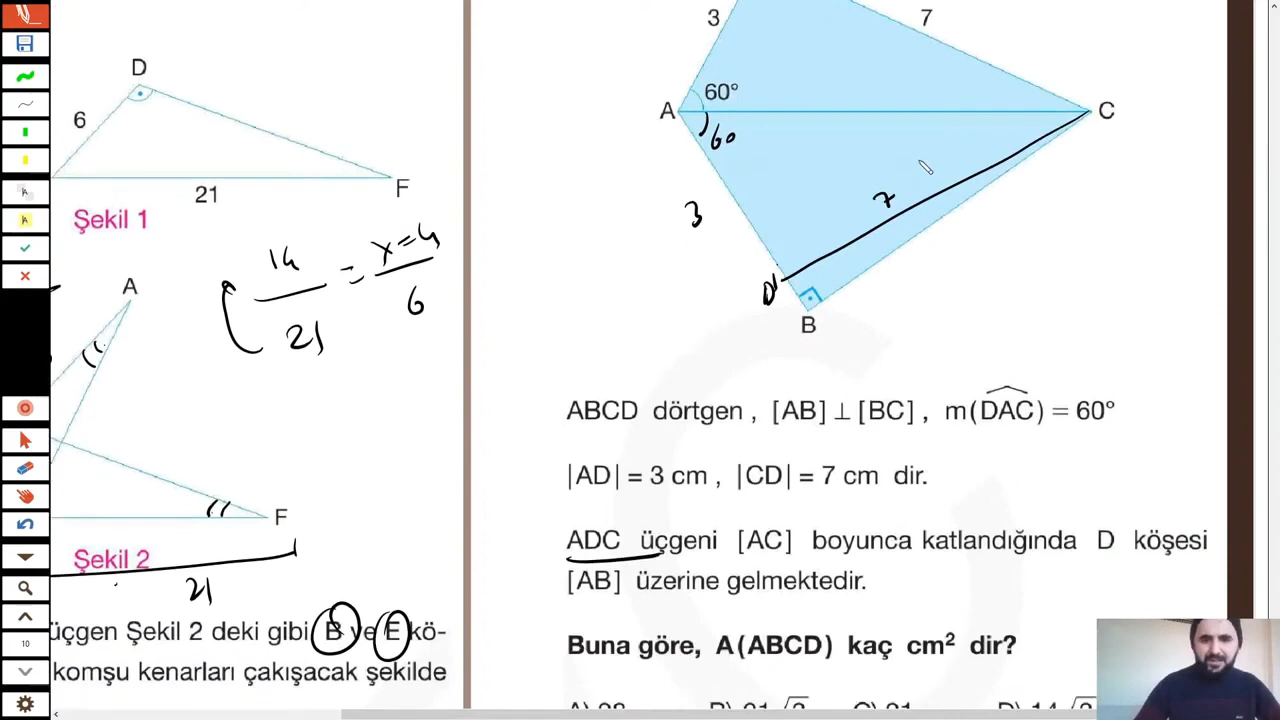 D
6
21
F
Şekil 1
14
21
=
x=4
6
A
F
Şekil 2
21
üçgen Şekil 2 deki gibi B ve E kö-
komşu kenarları çakışacak şekilde
3
7
60°
A
C
60
7
3
D'
B
ABCD dörtgen , [AB] ⊥ [BC] , m(DAC) = 60°
|AD| = 3 cm , |CD| = 7 cm dir.
ADC üçgeni [AC] boyunca katlandığında D köşesi
[AB] üzerine gelmektedir.
Buna göre, A(ABCD) kaç cm² dir?
10